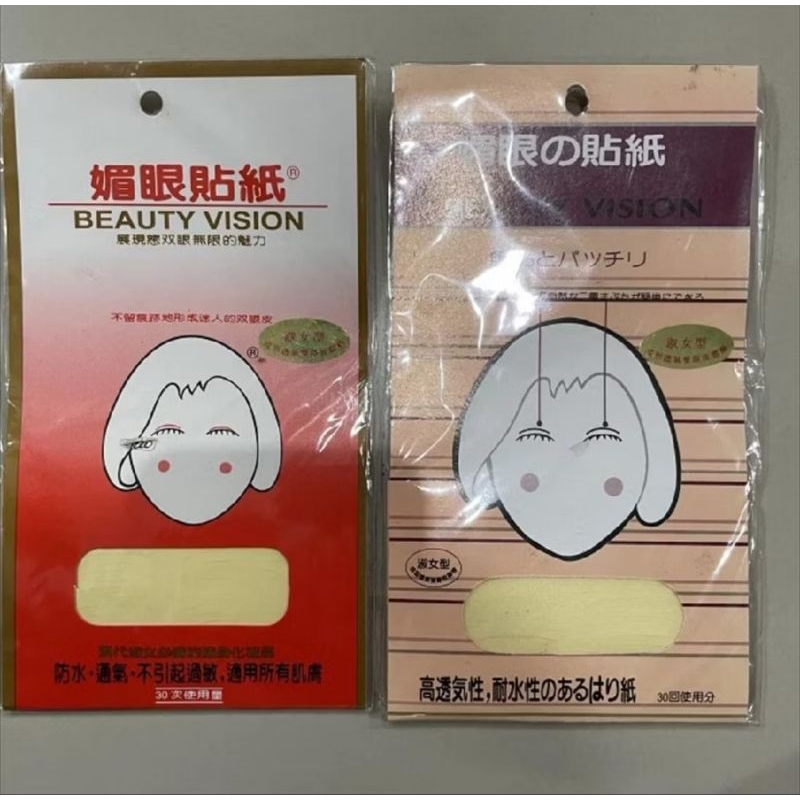 媚眼貼紙®
BEAUTY VISION
展現您双眼無限的魅力
不留痕跡地形成迷人的双眼皮
淑女型
®
防水·通氣·不引起過敏,適用所有肌膚
30次使用量
媚眼の貼紙
BEAUTY VISION
とパッチリ
淑女型
淑女型
高透気性,耐水性のあるはり紙
30回使用分